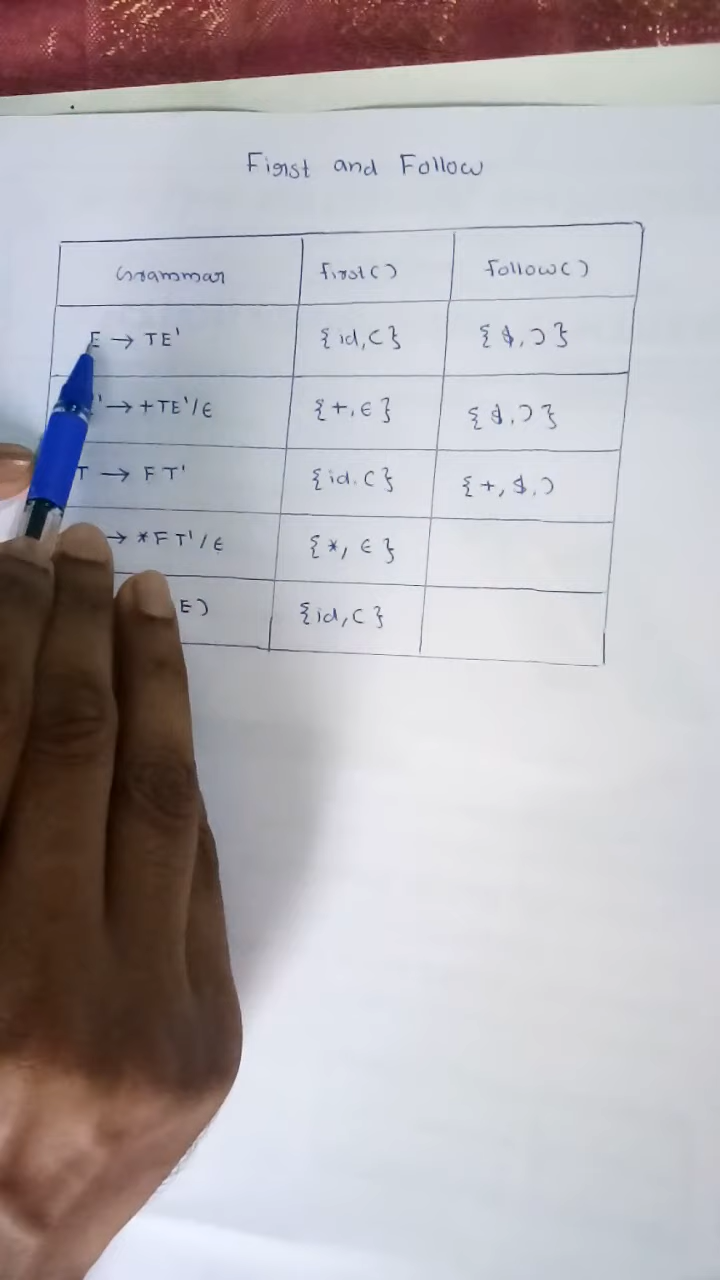 First and Follow
Grammar first() follow()
E → TE' {id,(} {$,)}
' → +TE'/ϵ {+,ϵ} {$,)}
T → FT' {id.(} {+,$,)
→ *FT'/ϵ {*,ϵ}
E) {id,(}